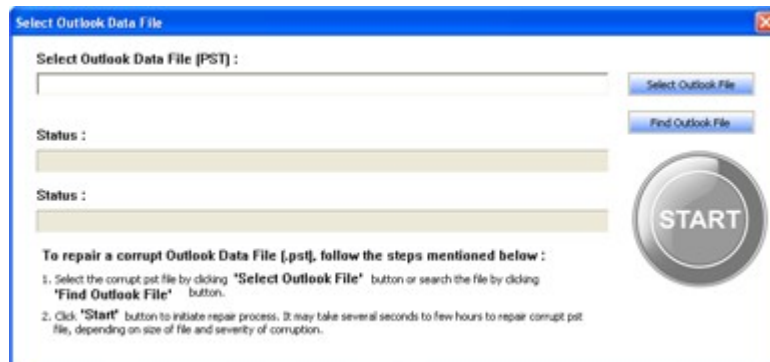 Select Outlook Data File
Select Outlook Data File (PST) :
Select Outlook File
Find Outlook File
Status :
Status :
START
To repair a corrupt Outlook Data File (.pst), follow the steps mentioned below :
1. Select the corrupt pst file by clicking "Select Outlook File" button or search the file by clicking
"Find Outlook File" button.
2. Click "Start" button to initiate repair process. It may take several seconds to few hours to repair corrupt pst
file, depending on size of file and severity of corruption.